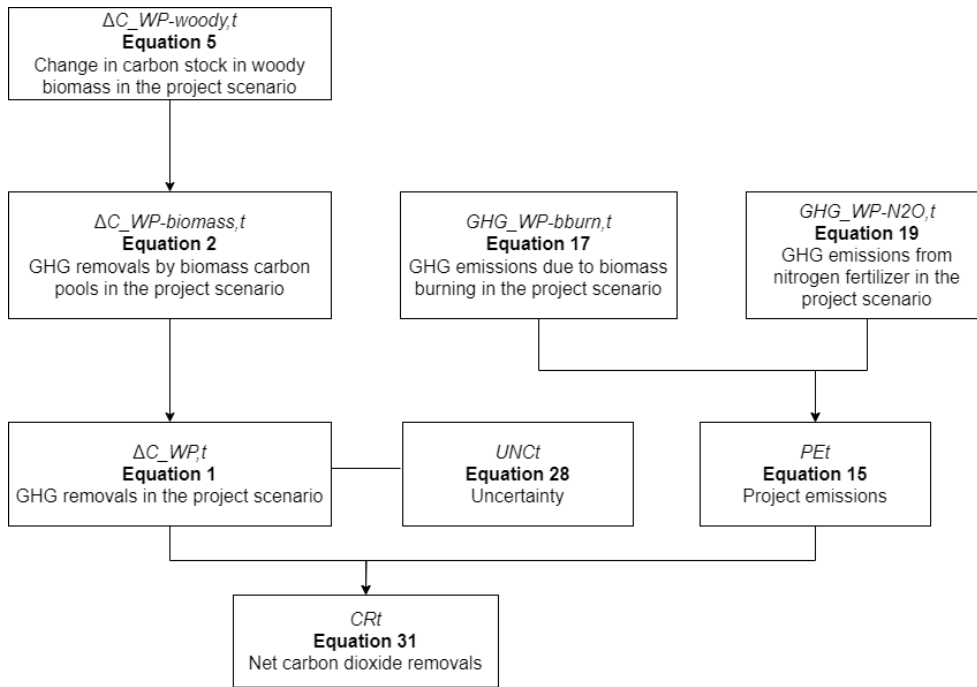 ΔC_WP-woody,t
Equation 5
Change in carbon stock in woody
biomass in the project scenario
ΔC_WP-biomass,t
Equation 2
GHG removals by biomass carbon
pools in the project scenario
GHG_WP-bburn,t
Equation 17
GHG emissions due to biomass
burning in the project scenario
GHG_WP-N2O,t
Equation 19
GHG emissions from
nitrogen fertilizer in the
project scenario
ΔC_WP,t
Equation 1
GHG removals in the project scenario
UNCt
Equation 28
Uncertainty
PEt
Equation 15
Project emissions
CRt
Equation 31
Net carbon dioxide removals